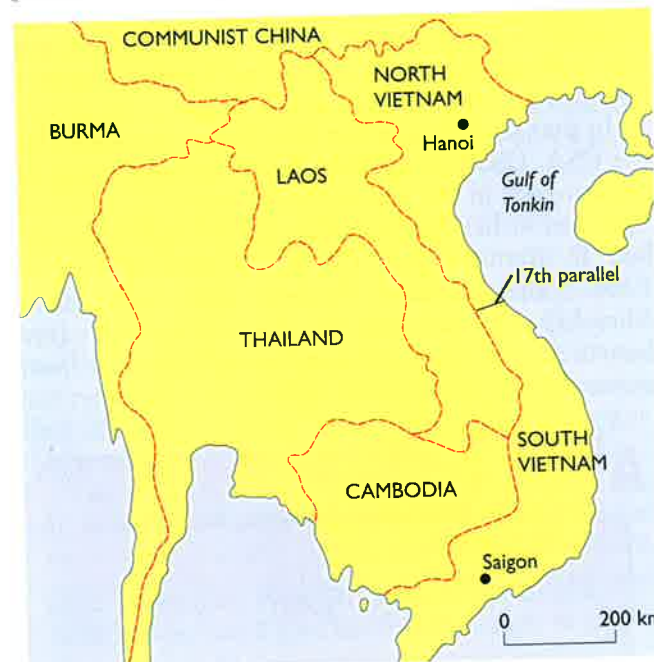 COMMUNIST CHINA
NORTH
VIETNAM
BURMA
Hanoi
LAOS
Gulf of
Tonkin
17th parallel
THAILAND
SOUTH
VIETNAM
CAMBODIA
Saigon
0 200 km